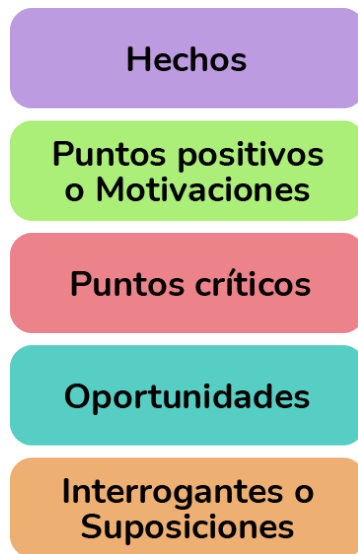 Hechos
Puntos positivos
o Motivaciones
Puntos críticos
Oportunidades
Interrogantes o
Suposiciones